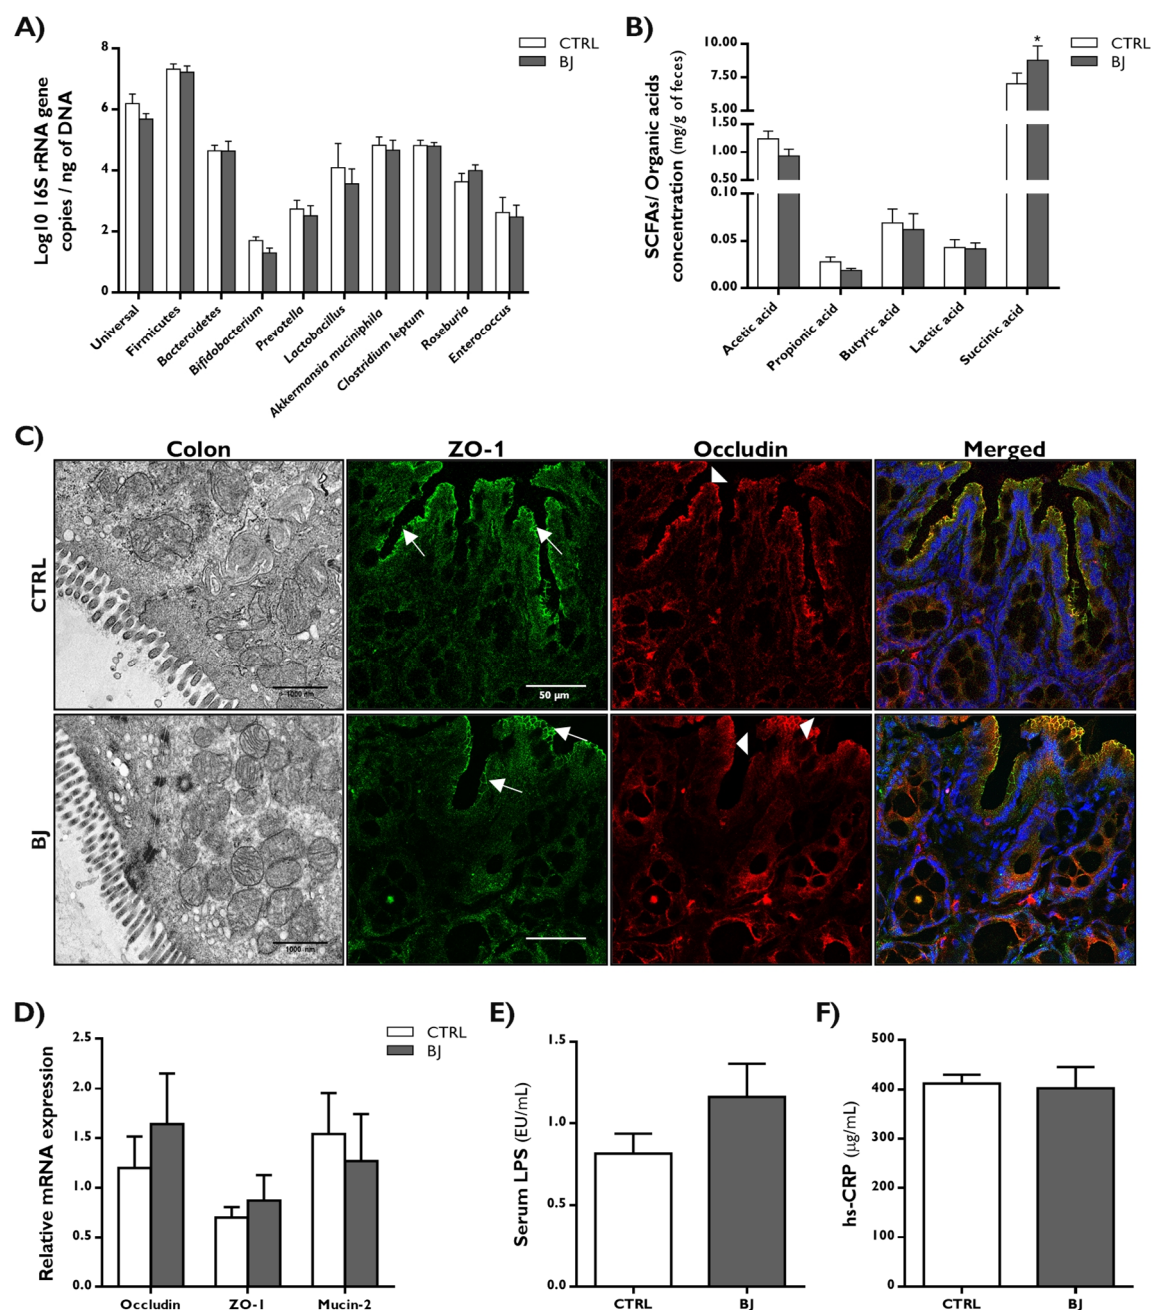 A)
CTRL
BJ
Log10 16S rRNA gene
copies / ng of DNA
8
6
4
2
0
Universal
Firmicutes
Bacteroidetes
Bifidobacterium
Prevotella
Lactobacillus
Akkermansia muciniphila
Clostridium leptum
Roseburia
Enterococcus
B)
CTRL
BJ
SCFAs/ Organic acids
concentration (mg/g of feces)
10.00
7.50
5.00
1.50
1.00
0.50
0.10
0.05
0.00
*
Acetic acid
Propionic acid
Butyric acid
Lactic acid
Succinic acid
C)
Colon
ZO-1
Occludin
Merged
CTRL
1000 nm
50 µm
BJ
1000 nm
D)
CTRL
BJ
Relative mRNA expression
2.5
2.0
1.5
1.0
0.5
0.0
Occludin
ZO-1
Mucin-2
E)
Serum LPS (EU/mL)
1.5
1.0
0.5
0.0
CTRL
BJ
F)
hs-CRP (µg/mL)
500
400
300
200
100
0
CTRL
BJ